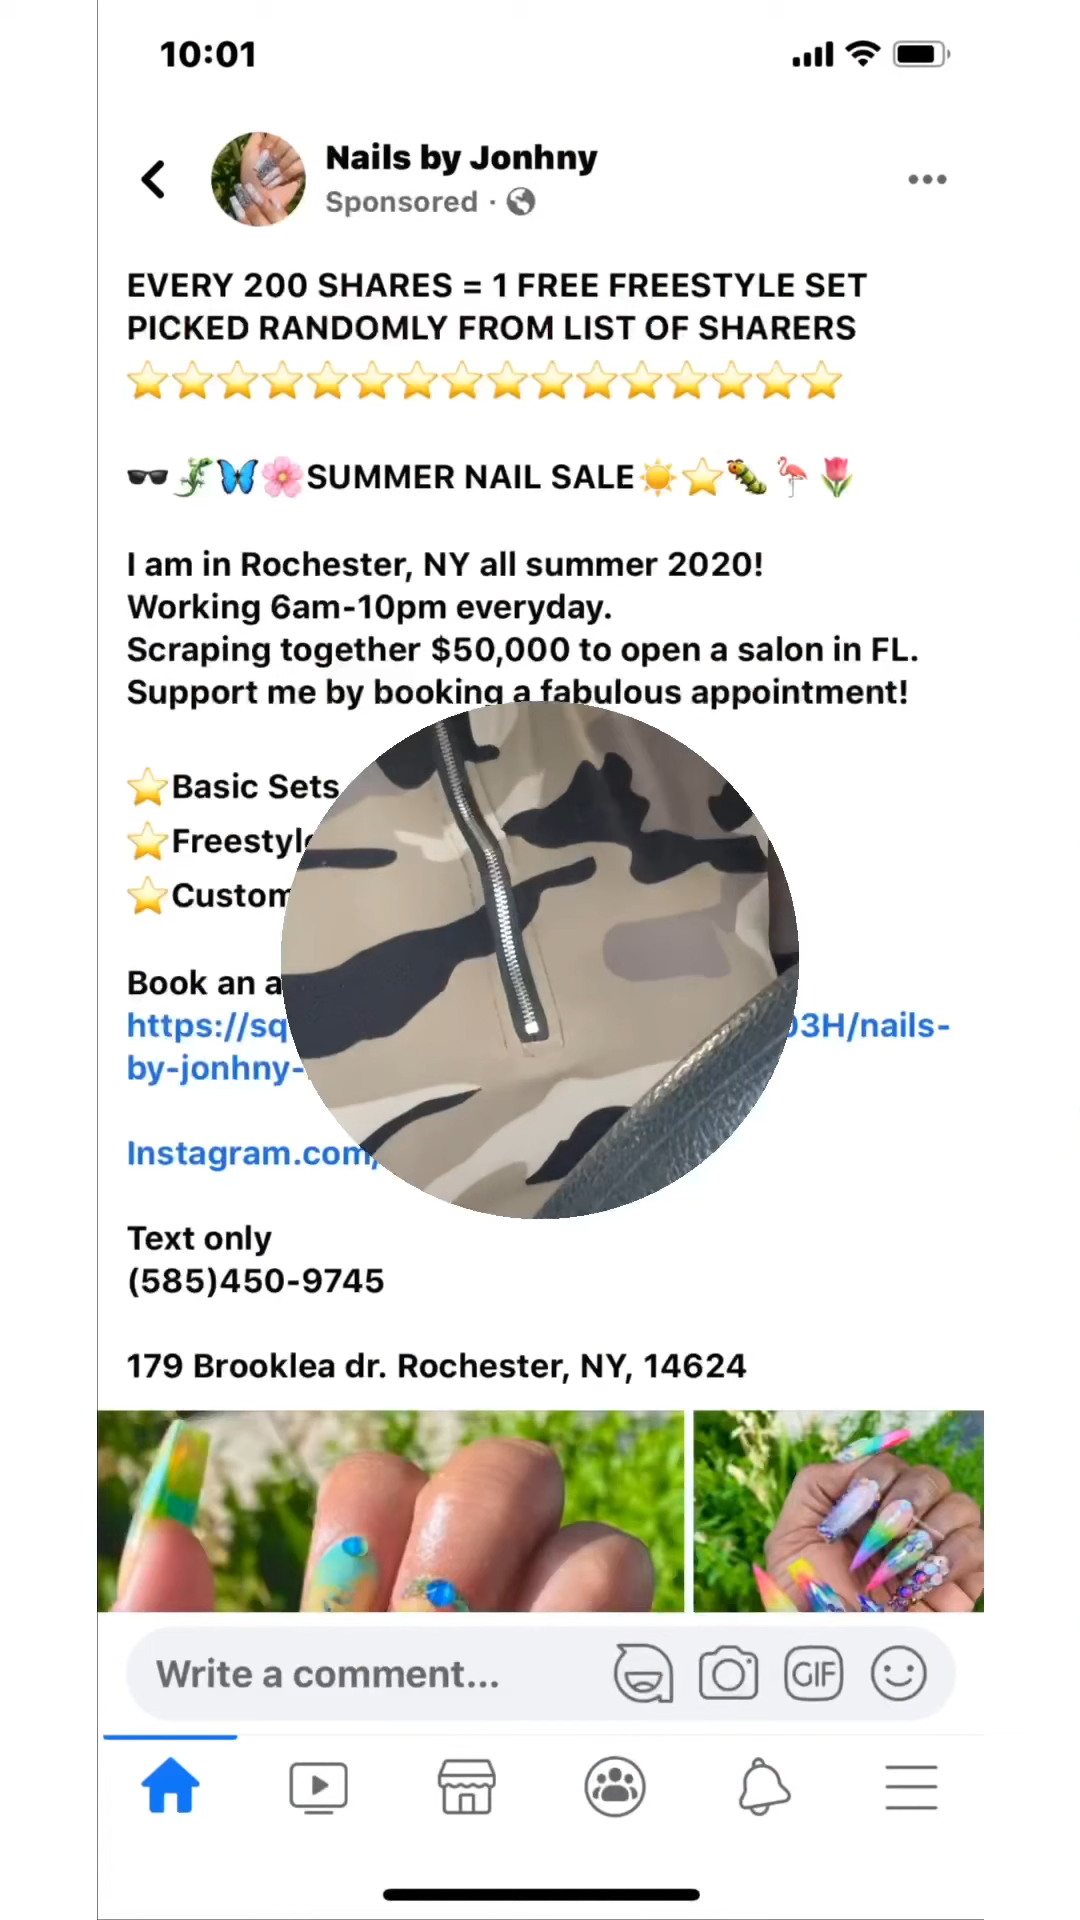 10:01
Nails by Jonhny
Sponsored ·
EVERY 200 SHARES = 1 FREE FREESTYLE SET
PICKED RANDOMLY FROM LIST OF SHARERS
⭐⭐⭐⭐⭐⭐⭐⭐⭐⭐⭐⭐⭐⭐⭐⭐
🕶️🦎🦋🌸SUMMER NAIL SALE☀️⭐🐛🦩🌷
I am in Rochester, NY all summer 2020!
Working 6am-10pm everyday.
Scraping together $50,000 to open a salon in FL.
Support me by booking a fabulous appointment!
⭐Basic Sets
⭐
⭐Custom
Book an
https://sq 03H/nails-
by-jonhny-
Instagram.com/
Text only
(585)450-9745
179 Brooklea dr. Rochester, NY, 14624
Write a comment...
GIF